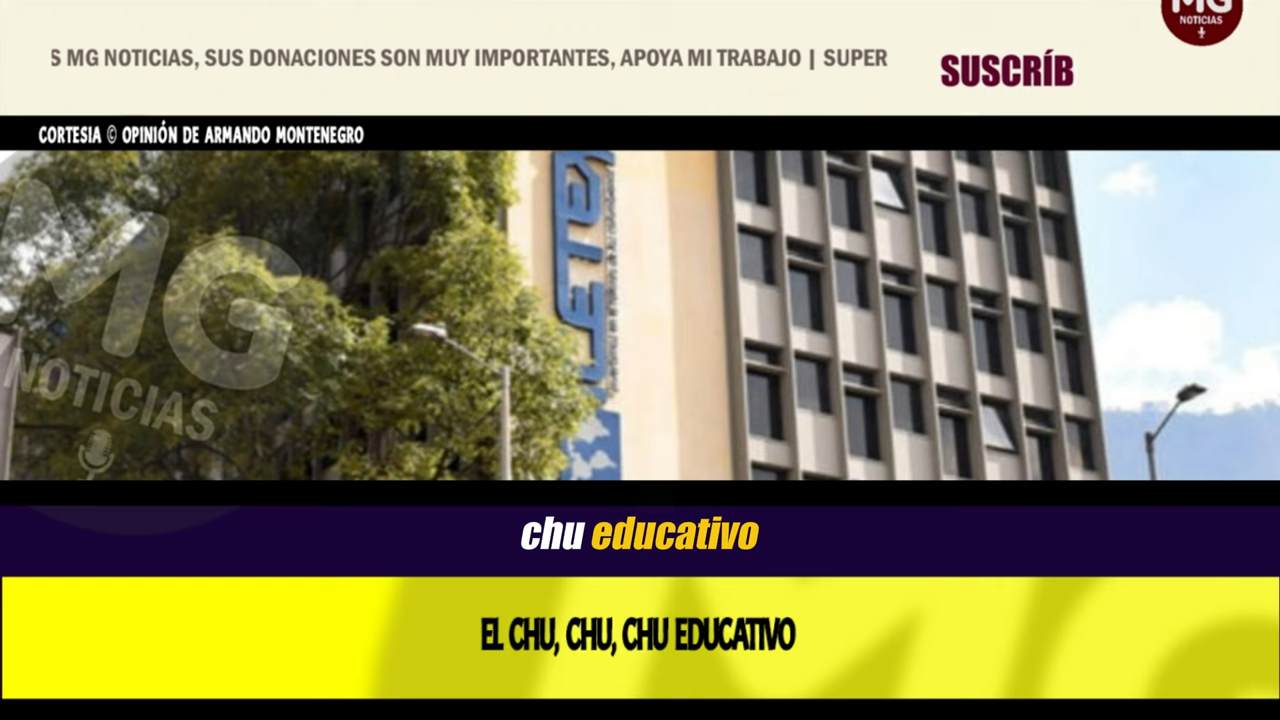 MG
NOTICIAS
S MG NOTICIAS, SUS DONACIONES SON MUY IMPORTANTES, APOYA MI TRABAJO | SUPER
SUSCRÍB
CORTESIA © OPINIÓN DE ARMANDO MONTENEGRO
MG
NOTICIAS
chu educativo
EL CHU, CHU, CHU EDUCATIVO